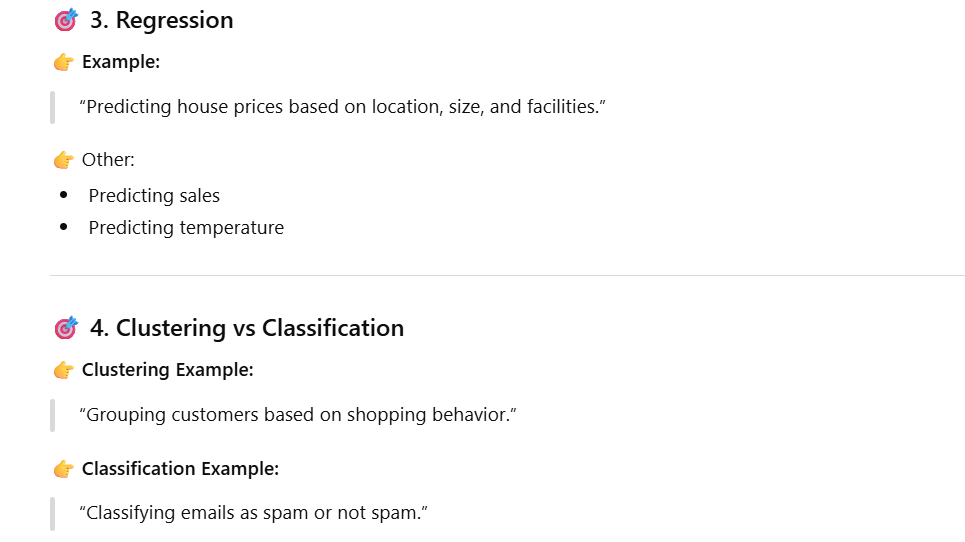 🎯 3. Regression
👉 Example:
“Predicting house prices based on location, size, and facilities.”
👉 Other:
• Predicting sales
• Predicting temperature
🎯 4. Clustering vs Classification
👉 Clustering Example:
“Grouping customers based on shopping behavior.”
👉 Classification Example:
“Classifying emails as spam or not spam.”